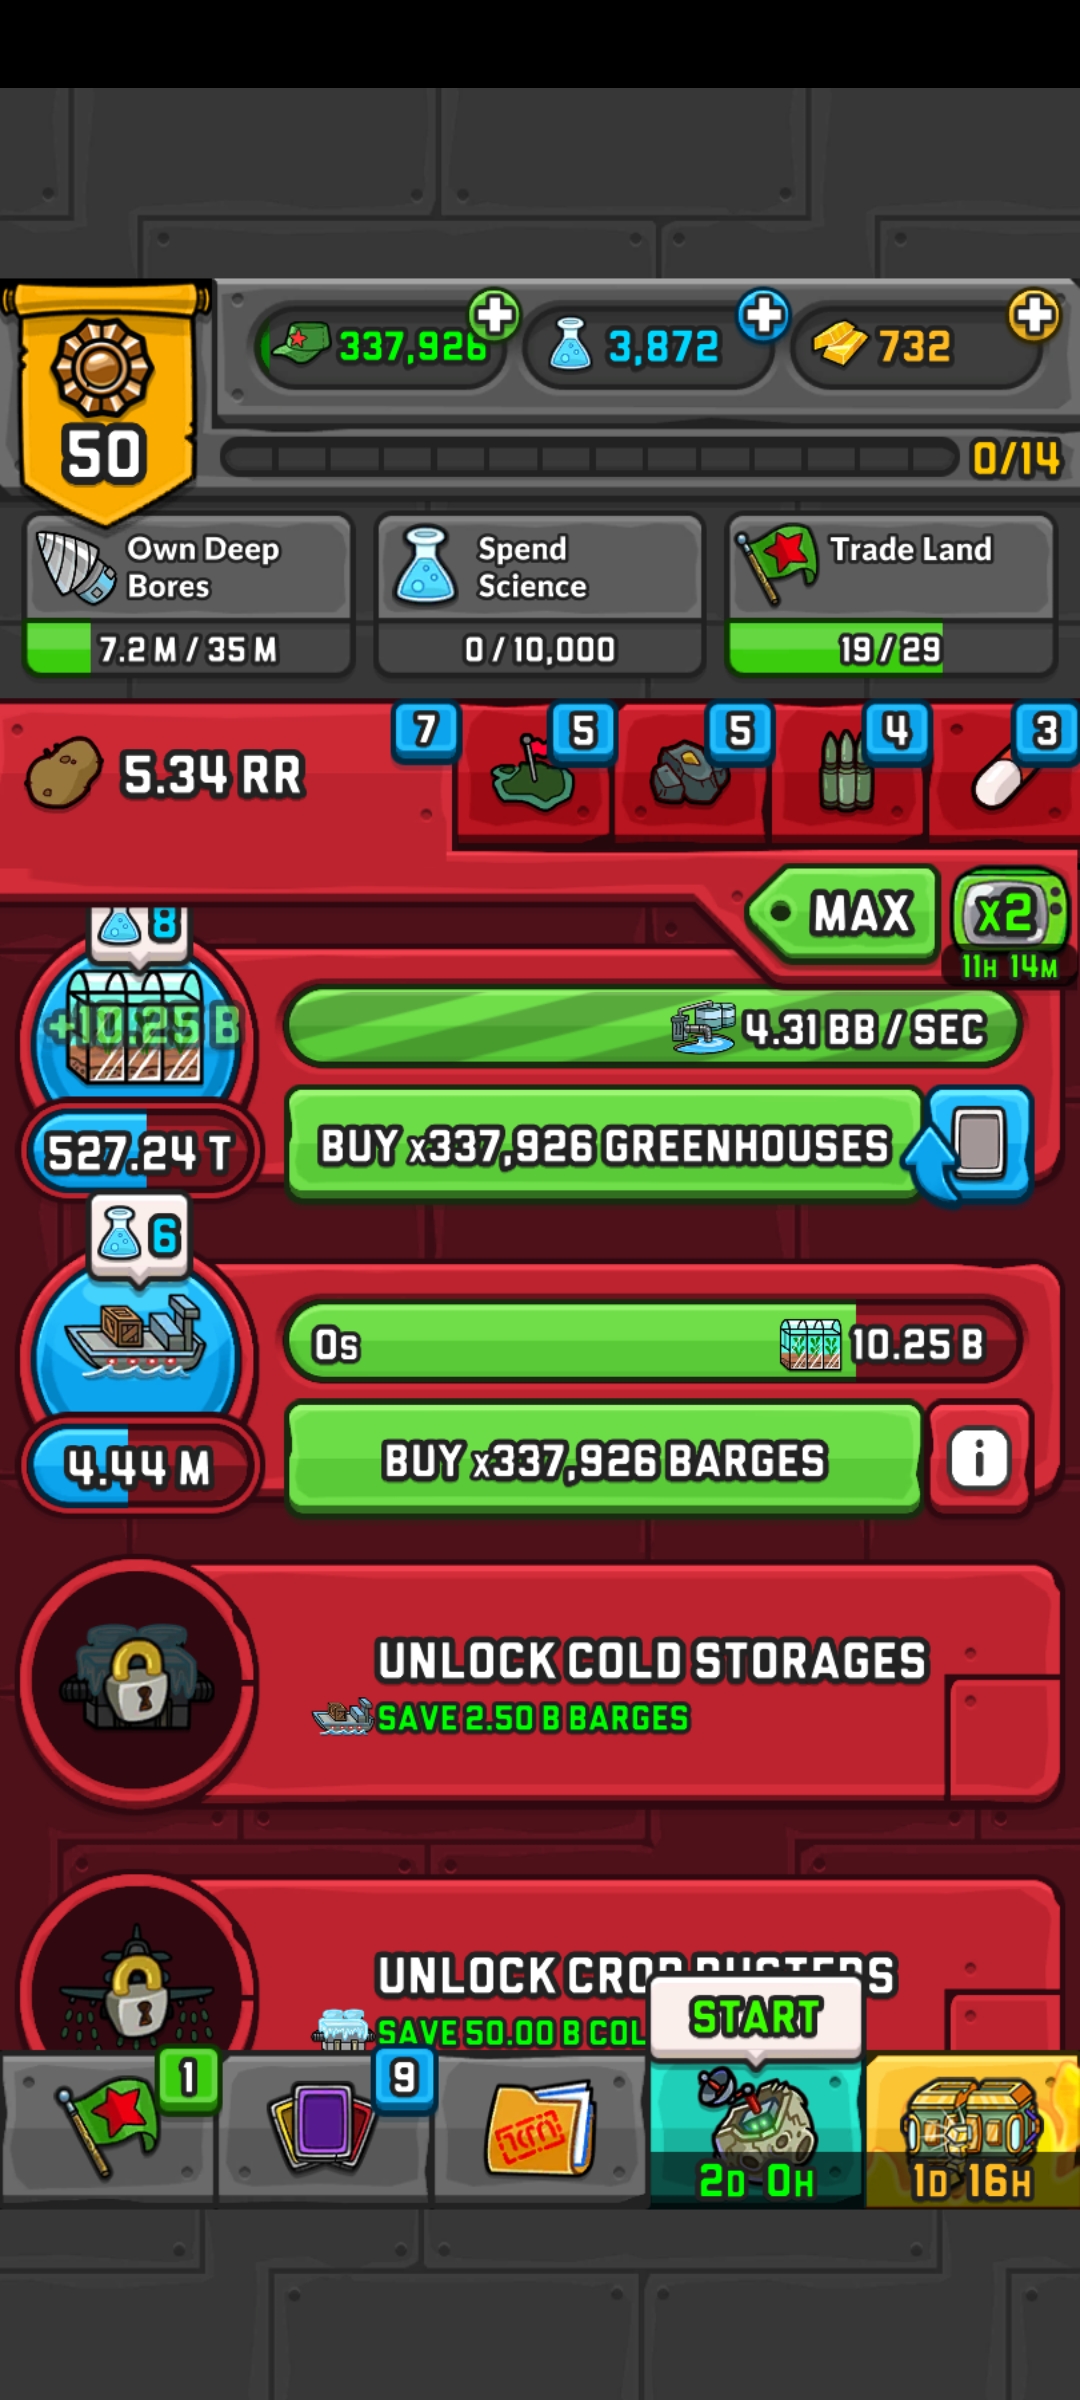 337,926
3,872
732
50
0/14
Own Deep
Bores
7.2 M / 35 M
Spend
Science
0 / 10,000
Trade Land
19 / 29
5.34 RR
7
5
5
4
3
MAX
x2
11H 14M
8
+10.25 B
4.31 BB / SEC
527.24 T
BUY x337,926 GREENHOUSES
6
0s
10.25 B
4.44 M
BUY x337,926 BARGES
i
UNLOCK COLD STORAGES
SAVE 2.50 B BARGES
UNLOCK CROP DUSTERS
SAVE 50.00 B COL
START
1
9
2D 0H
1D 16H